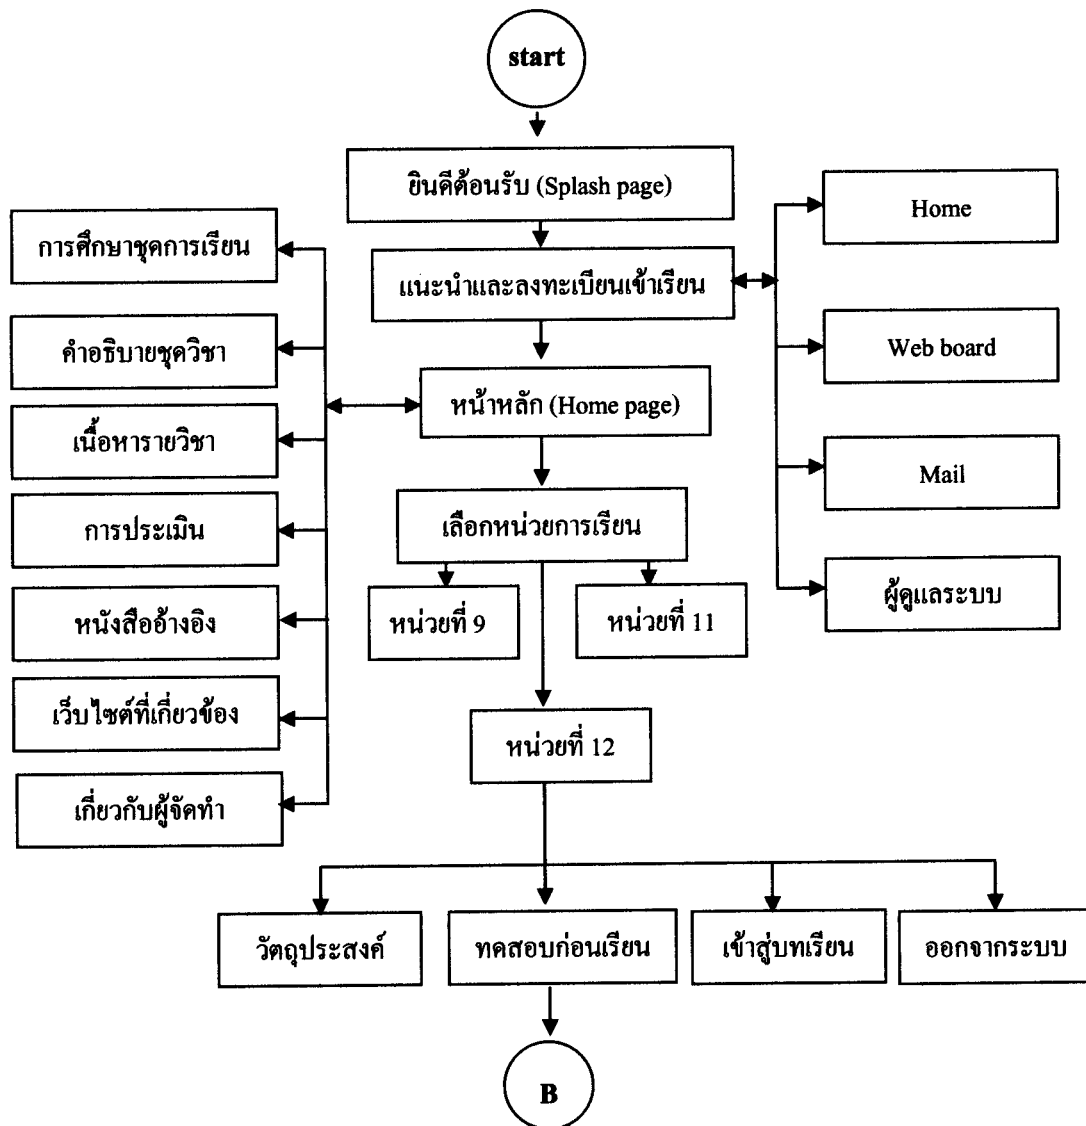 start
ยินดีต้อนรับ (Splash page)
Home
การศึกษาชุดการเรียน
แนะนำและลงทะเบียนเข้าเรียน
คำอธิบายชุดวิชา
Web board
หน้าหลัก (Home page)
เนื้อหารายวิชา
Mail
การประเมิน
เลือกหน่วยการเรียน
ผู้ดูแลระบบ
หนังสืออ้างอิง
หน่วยที่ 9
หน่วยที่ 11
เว็บไซต์ที่เกี่ยวข้อง
หน่วยที่ 12
เกี่ยวกับผู้จัดทำ
วัตถุประสงค์
ทดสอบก่อนเรียน
เข้าสู่บทเรียน
ออกจากระบบ
B